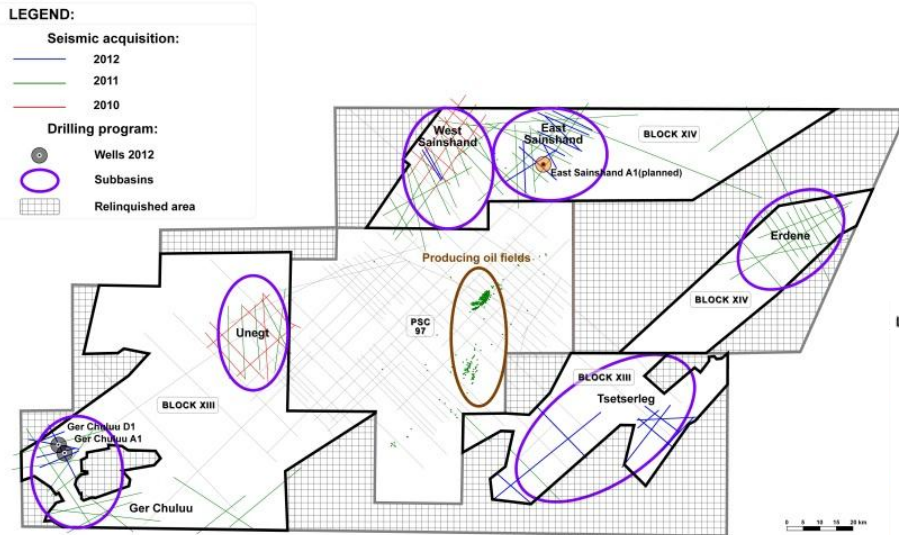 LEGEND:
Seismic acquisition:
2012
2011
2010
Drilling program:
Wells 2012
Subbasins
Relinquished area
West
Sainshand
East
Sainshand
BLOCK XIV
East Sainshand A1(planned)
Erdene
BLOCK XIV
Producing oil fields
PSC
97
Unegt
BLOCK XIII
BLOCK XIII
Tsetserleg
Ger Chuluu D1
Ger Chuluu A1
Ger Chuluu
0 5 10 15 20 km
L